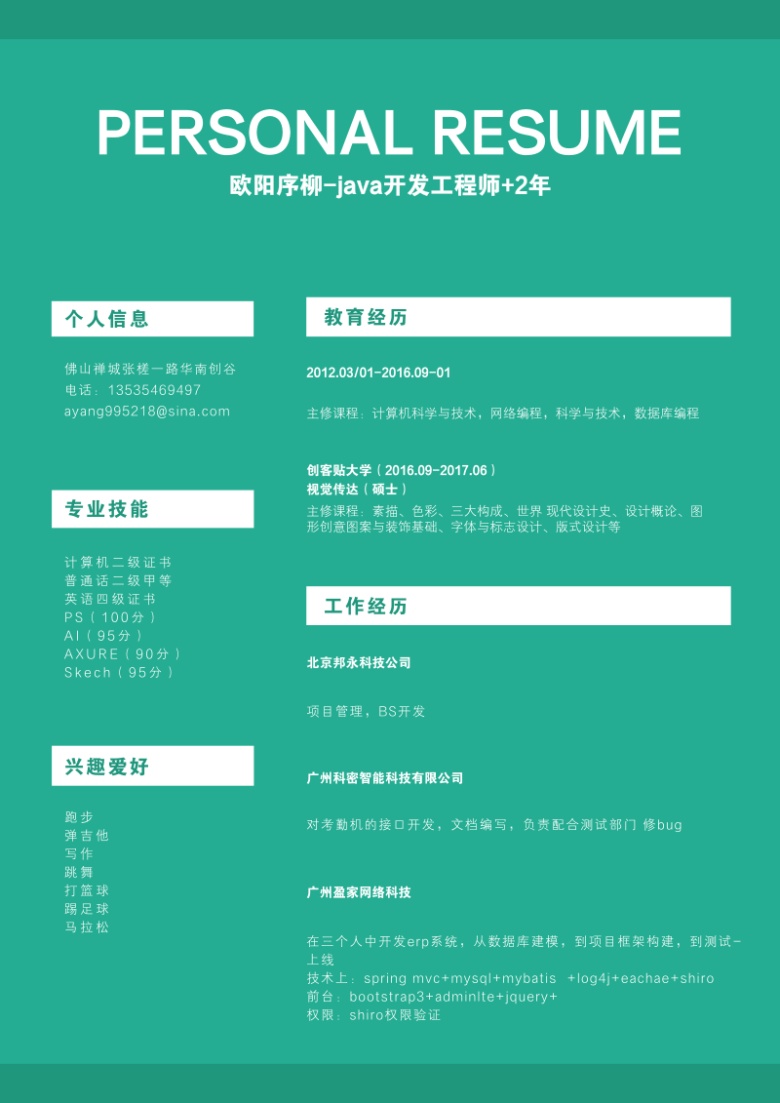 PERSONAL RESUME
欧阳序柳-java开发工程师+2年
个人信息
佛山禅城张槎一路华南创谷
电话：13535469497
ayang995218@sina.com
专业技能
计算机二级证书
普通话二级甲等
英语四级证书
PS（100分）
AI（95分）
AXURE（90分）
Skech（95分）
兴趣爱好
跑步
弹吉他
写作
跳舞
打篮球
踢足球
马拉松
教育经历
2012.03/01-2016.09-01
主修课程：计算机科学与技术，网络编程，科学与技术，数据库编程
创客贴大学（2016.09-2017.06）
视觉传达（硕士）
主修课程：素描、色彩、三大构成、世界 现代设计史、设计概论、图
形创意图案与装饰基础、字体与标志设计、版式设计等
工作经历
北京邦永科技公司
项目管理，BS开发
广州科密智能科技有限公司
对考勤机的接口开发，文档编写，负责配合测试部门 修bug
广州盈家网络科技
在三个人中开发erp系统，从数据库建模，到项目框架构建，到测试-
上线
技术上：spring mvc+mysql+mybatis +log4j+eachae+shiro
前台：bootstrap3+adminlte+jquery+
权限：shiro权限验证